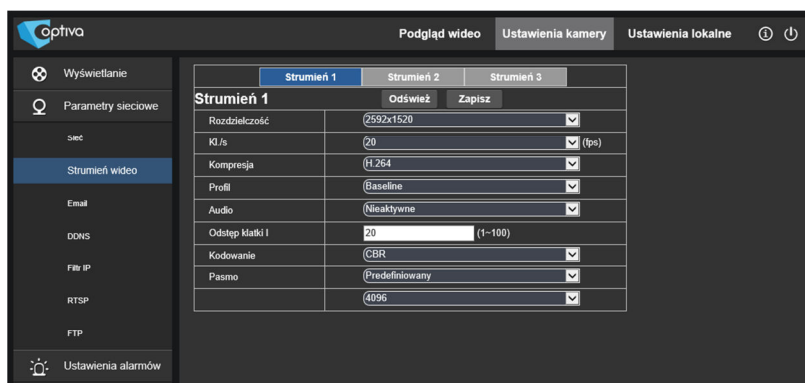 Optiva
Podgląd wideo Ustawienia kamery Ustawienia lokalne
Wyświetlanie
Parametry sieciowe
Sieć
Strumień wideo
Email
DDNS
Filtr IP
RTSP
FTP
Ustawienia alarmów
Strumień 1 Strumień 2 Strumień 3
Strumień 1 Odśwież Zapisz
Rozdzielczość 2592x1520
Kl./s 20 (fps)
Kompresja H.264
Profil Baseline
Audio Nieaktywne
Odstęp klatki I 20 (1~100)
Kodowanie CBR
Pasmo Predefiniowany
4096